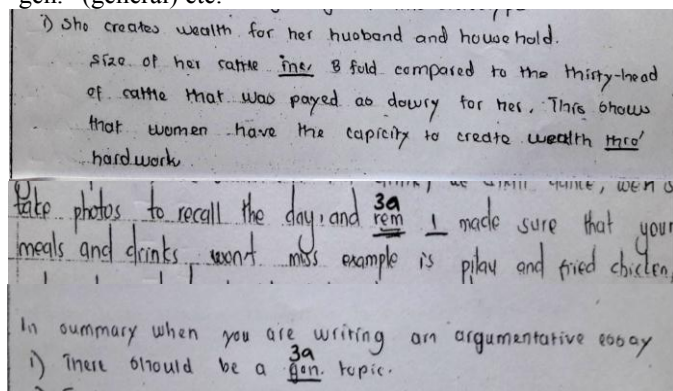 gen." (general) etc.
i) She creates wealth for her husband and household.
size of her cattle inc. 8 fold compared to the thirty-head
of cattle that was payed as dowry for her. This shows
that women have the capicity to create wealth thro'
hardwork.
take photos to recall the day, and rem I made sure that your
3a
meals and drinks wont miss example is pilau and fried chicken,
In summary when you are writing an argumentative essay
3a
i) There should be a gen. topic.